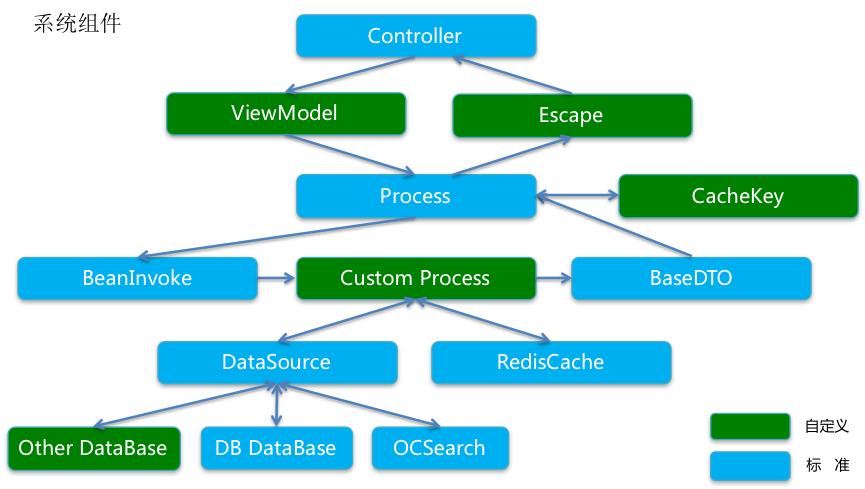 系统组件
Controller
ViewModel
Escape
Process
CacheKey
BeanInvoke
Custom Process
BaseDTO
DataSource
RedisCache
Other DataBase
DB DataBase
OCSearch
自定义
标 准